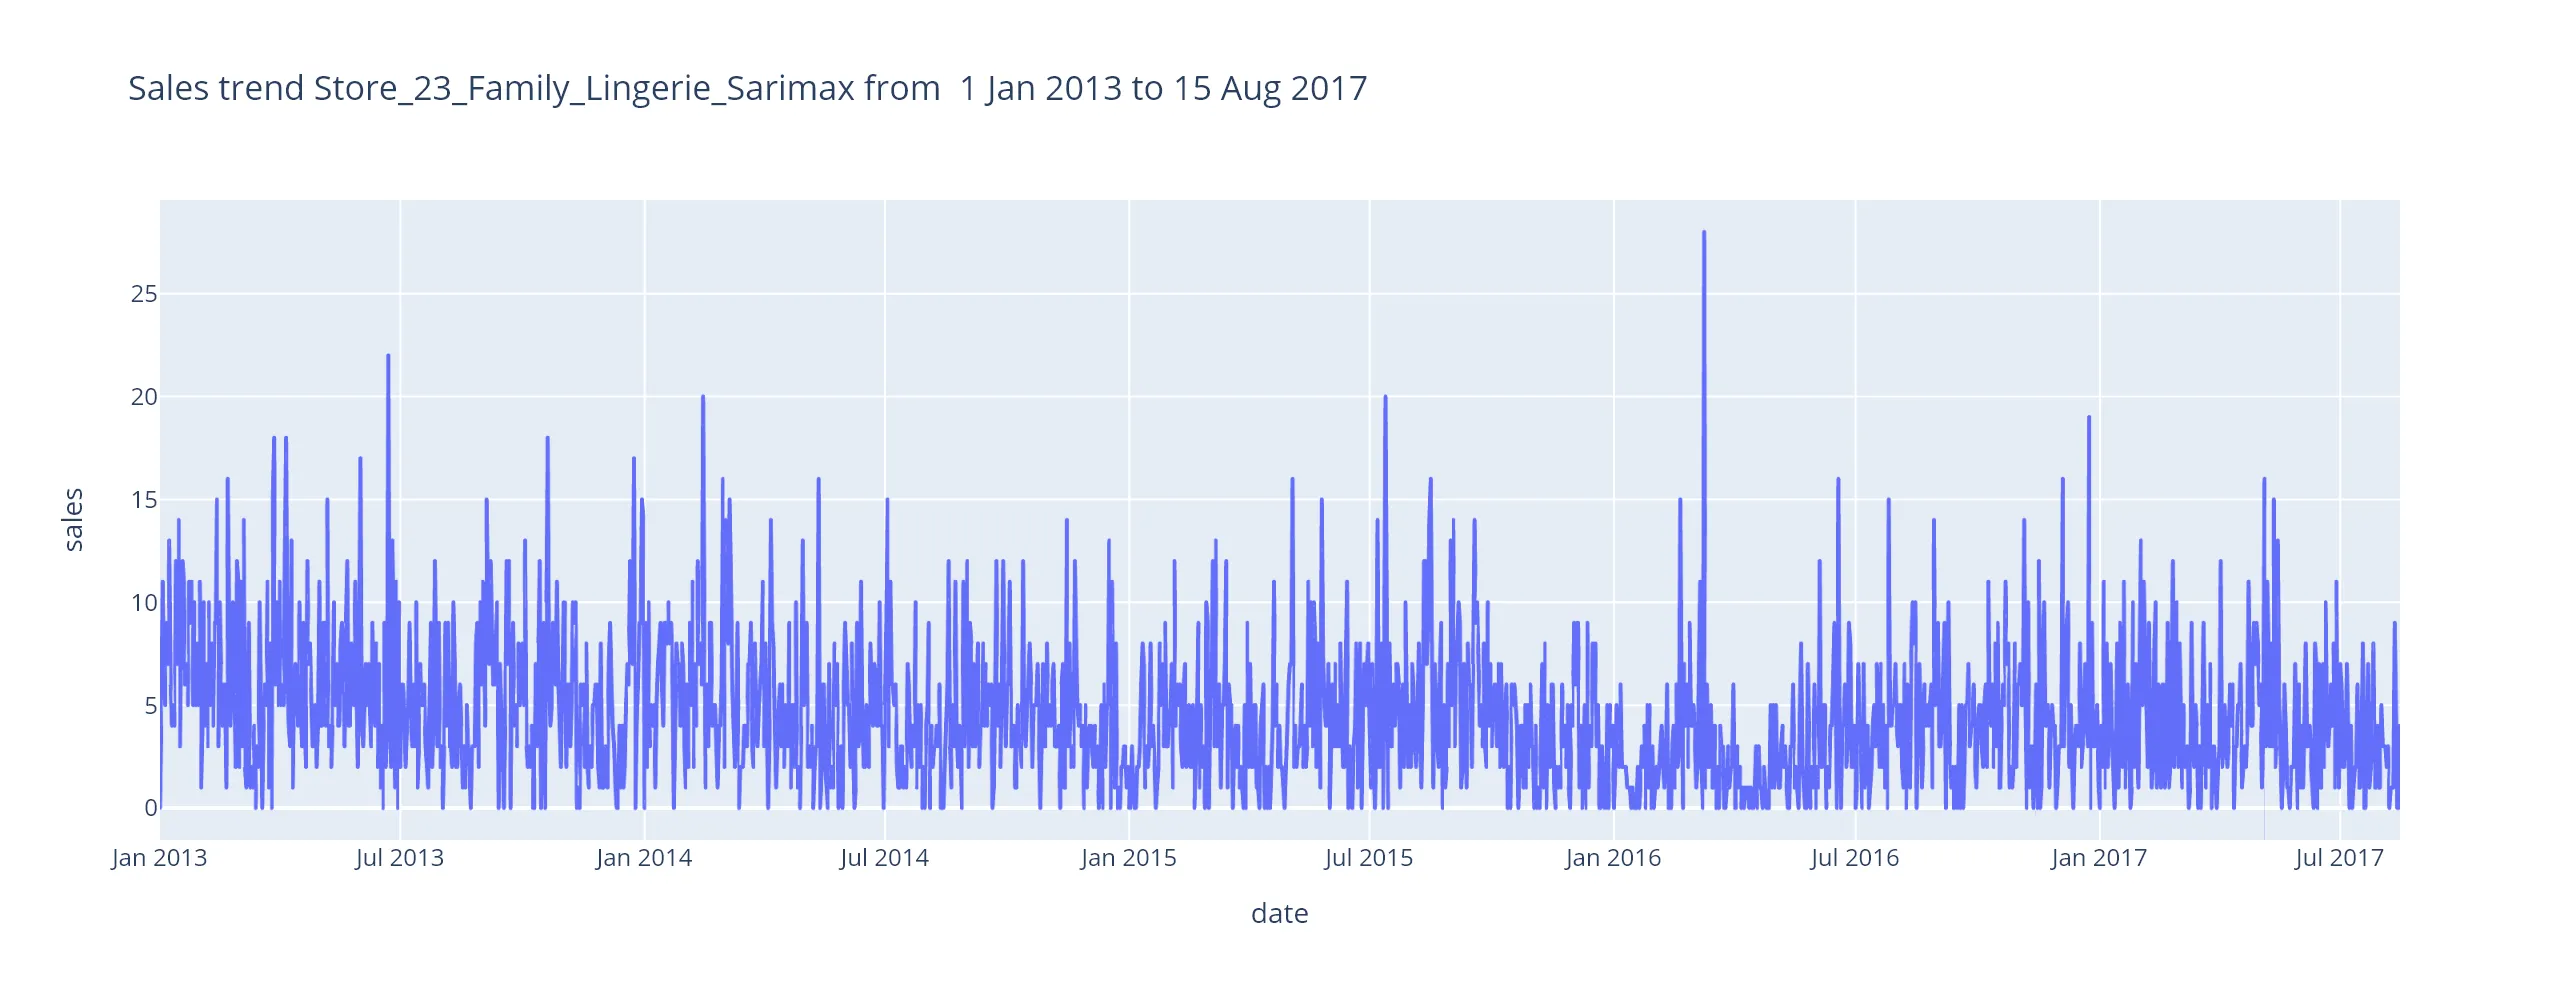 Sales trend Store_23_Family_Lingerie_Sarimax from  1 Jan 2013 to 15 Aug 2017
sales
25
20
15
10
5
0
Jan 2013 Jul 2013 Jan 2014 Jul 2014 Jan 2015 Jul 2015 Jan 2016 Jul 2016 Jan 2017 Jul 2017
date